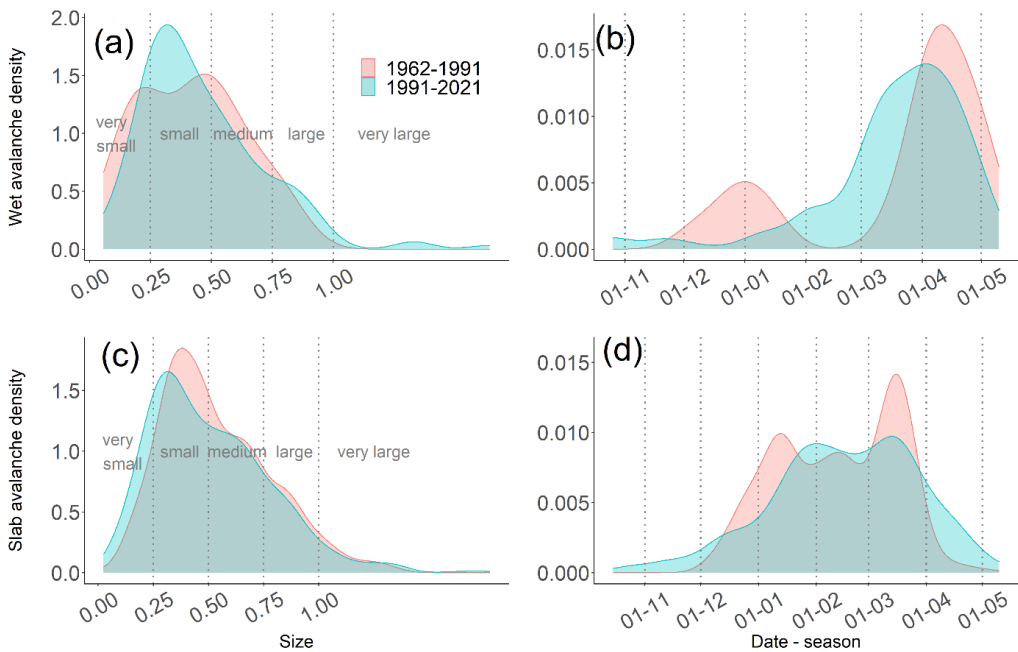 (a)
Wet avalanche density
2.0
1.5
1.0
0.5
0.0
1962-1991
1991-2021
very
small
small
medium
large
very large
0.00
0.25
0.50
0.75
1.00
(b)
0.015
0.010
0.005
0.000
01-11
01-12
01-01
01-02
01-03
01-04
01-05
(c)
Slab avalanche density
1.5
1.0
0.5
0.0
very
small
small
medium
large
very large
0.00
0.25
0.50
0.75
1.00
Size
(d)
0.015
0.010
0.005
0.000
01-11
01-12
01-01
01-02
01-03
01-04
01-05
Date - season